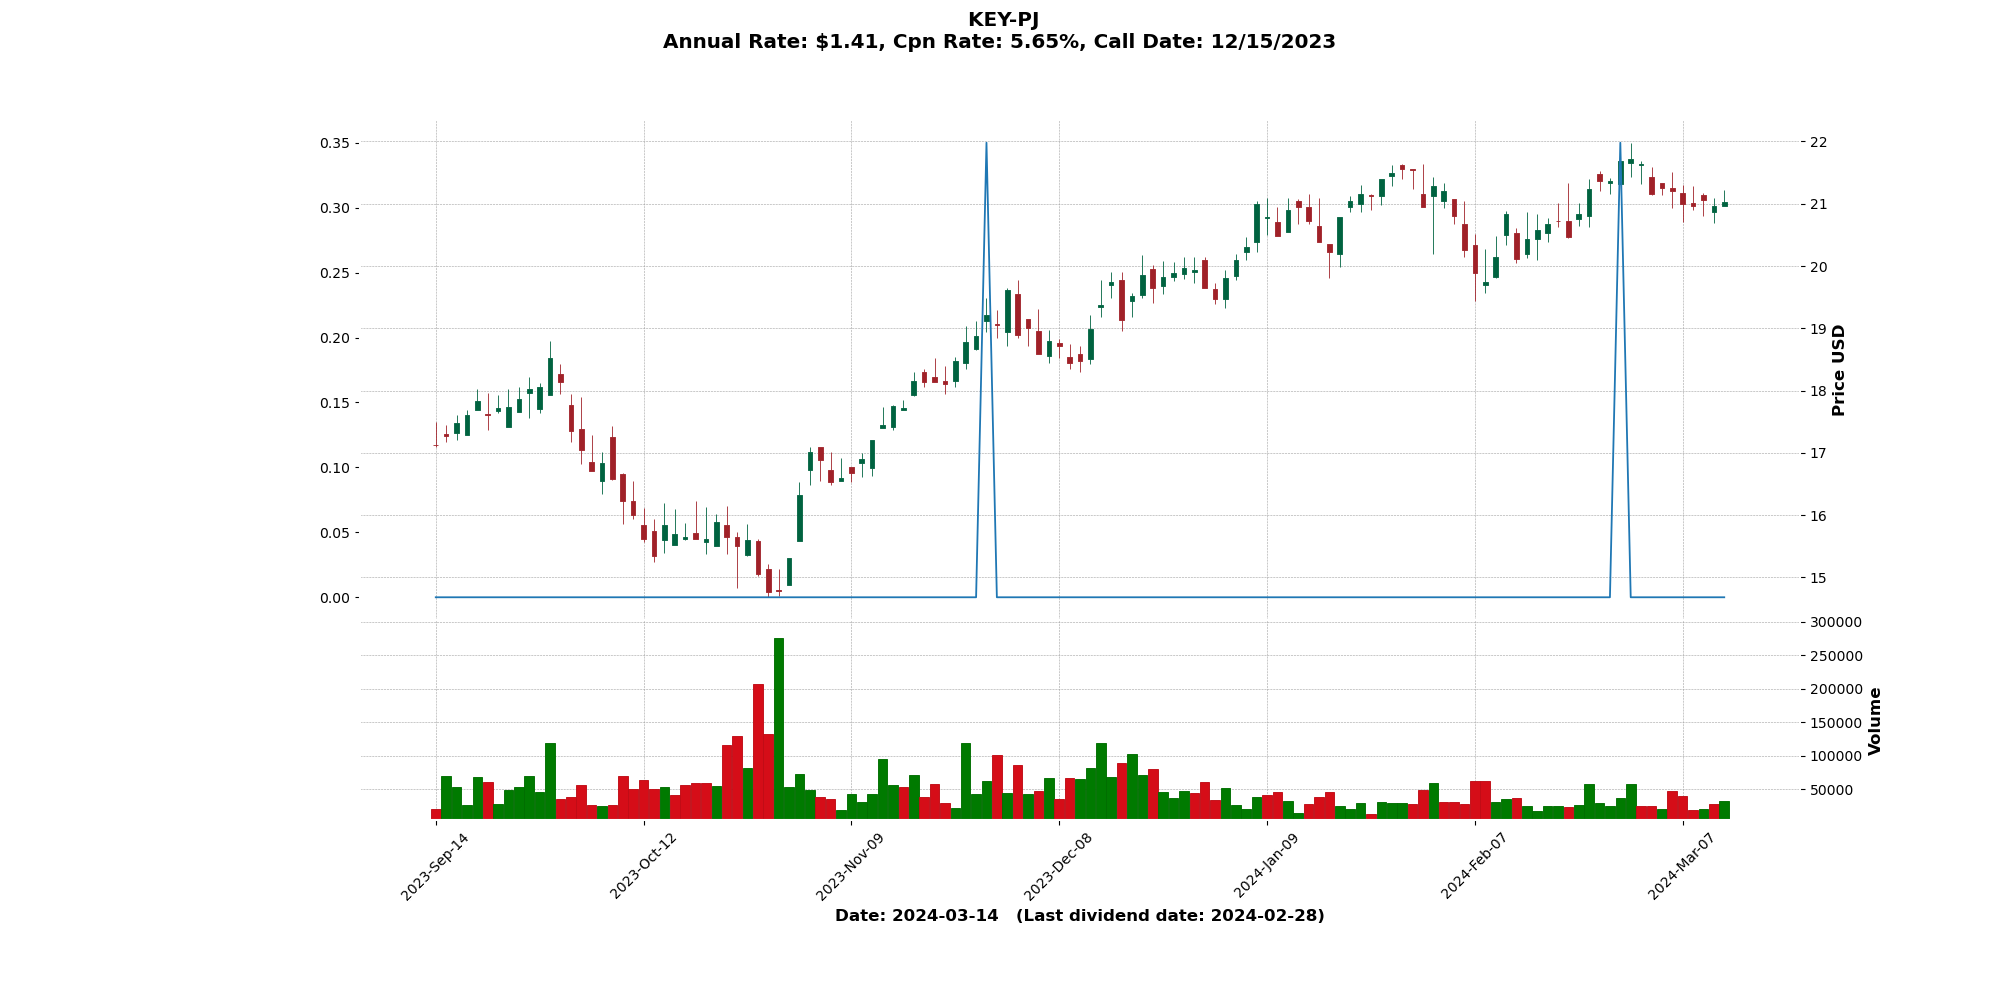 KEY-PJ
Annual Rate: $1.41, Cpn Rate: 5.65%, Call Date: 12/15/2023
0.35
0.30
0.25
0.20
0.15
0.10
0.05
0.00
22
21
20
19
18
17
16
15
Price USD
300000
250000
200000
150000
100000
50000
Volume
2023-Sep-14
2023-Oct-12
2023-Nov-09
2023-Dec-08
2024-Jan-09
2024-Feb-07
2024-Mar-07
Date: 2024-03-14 (Last dividend date: 2024-02-28)